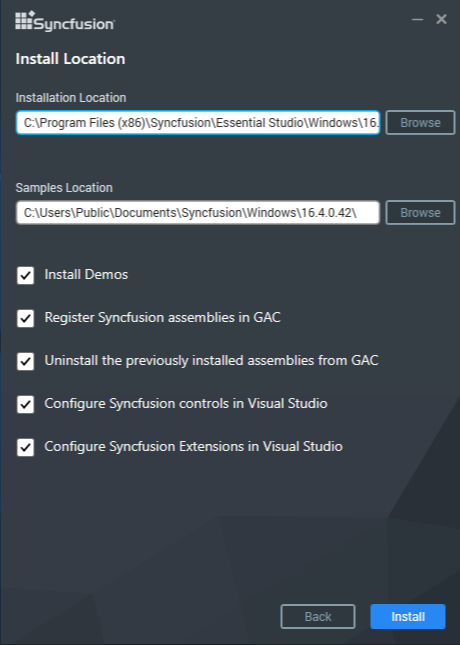 Syncfusion
Install Location
Installation Location
C:\Program Files (x86)\Syncfusion\Essential Studio\Windows\16.
Browse
Samples Location
C:\Users\Public\Documents\Syncfusion\Windows\16.4.0.42\
Browse
Install Demos
Register Syncfusion assemblies in GAC
Uninstall the previously installed assemblies from GAC
Configure Syncfusion controls in Visual Studio
Configure Syncfusion Extensions in Visual Studio
Back
Install